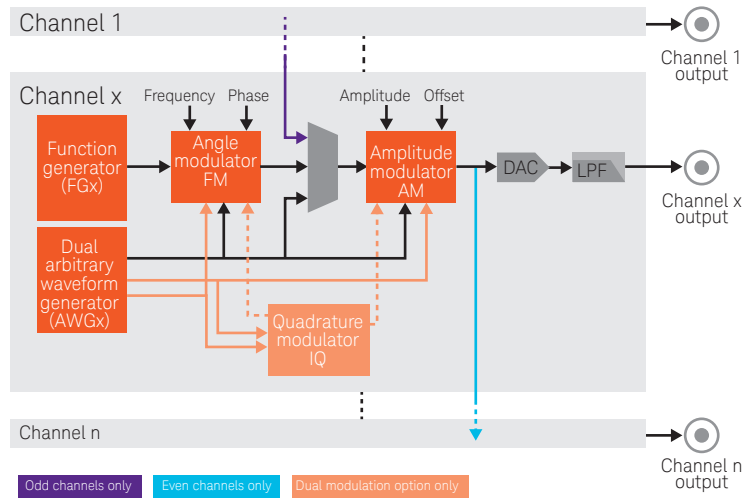 Channel 1
Channel 1
output
Channel x
Frequency
Phase
Amplitude
Offset
Function
generator
(FGx)
Angle
modulator
FM
Amplitude
modulator
AM
DAC
LPF
Channel x
output
Dual
arbitrary
waveform
generator
(AWGx)
Quadrature
modulator
IQ
Channel n
Channel n
output
Odd channels only
Even channels only
Dual modulation option only